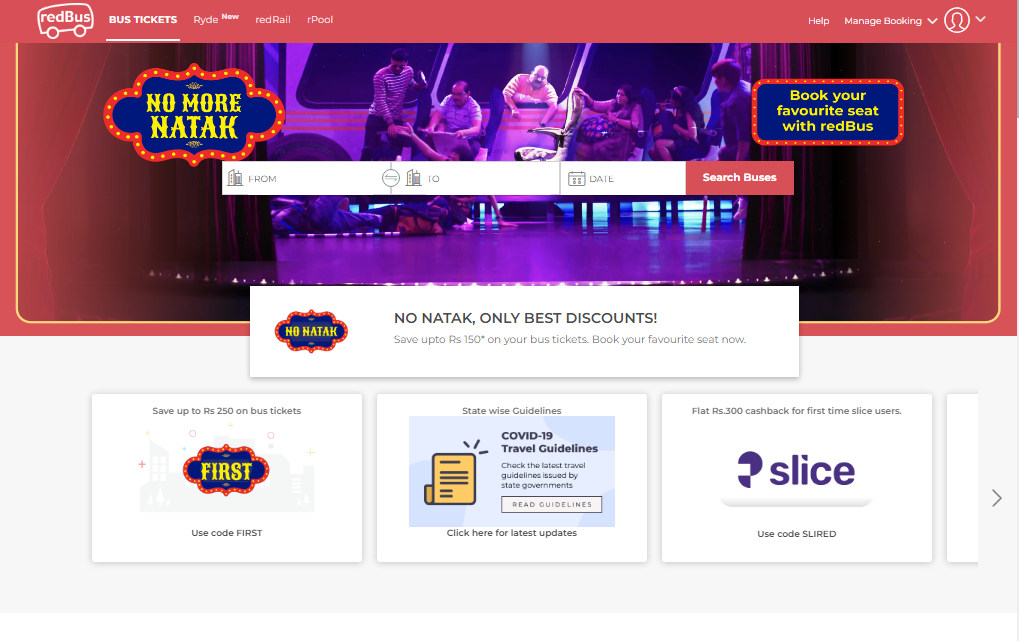 redBus
BUS TICKETS
Ryde New
redRail
rPool
Help
Manage Booking
NO MORE
NATAK
Book your
favourite seat
with redBus
FROM
TO
DATE
Search Buses
NO NATAK
NO NATAK, ONLY BEST DISCOUNTS!
Save upto Rs 150* on your bus tickets. Book your favourite seat now.
Save up to Rs 250 on bus tickets
FIRST
Use code FIRST
State wise Guidelines
COVID-19
Travel Guidelines
Check the latest travel
guidelines issued by
state governments
READ GUIDELINES
Click here for latest updates
Flat Rs.300 cashback for first time slice users.
slice
Use code SLIRED